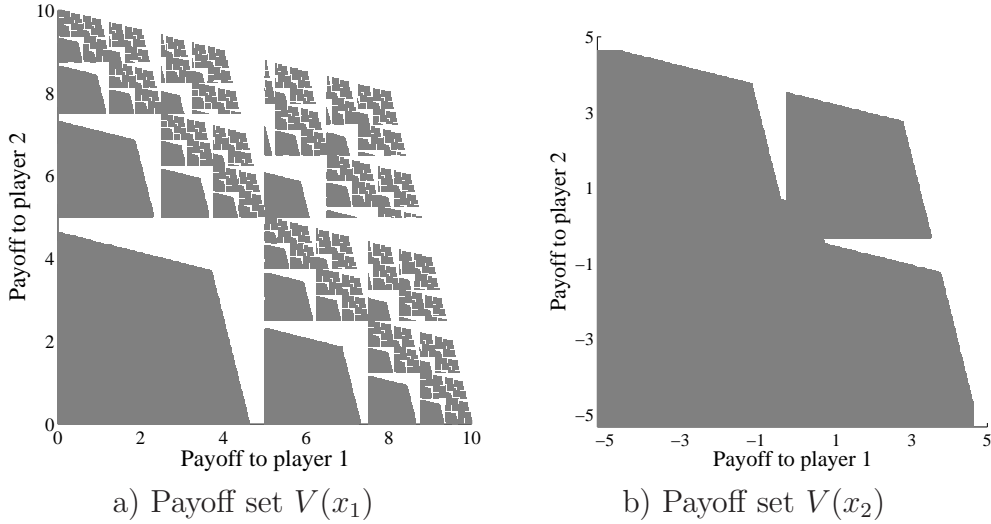 10
8
6
4
2
0
Payoff to player 2
0 2 4 6 8 10
Payoff to player 1
a) Payoff set V(x₁)
5
3
1
−1
−3
−5
Payoff to player 2
−5 −3 −1 1 3 5
Payoff to player 1
b) Payoff set V(x₂)